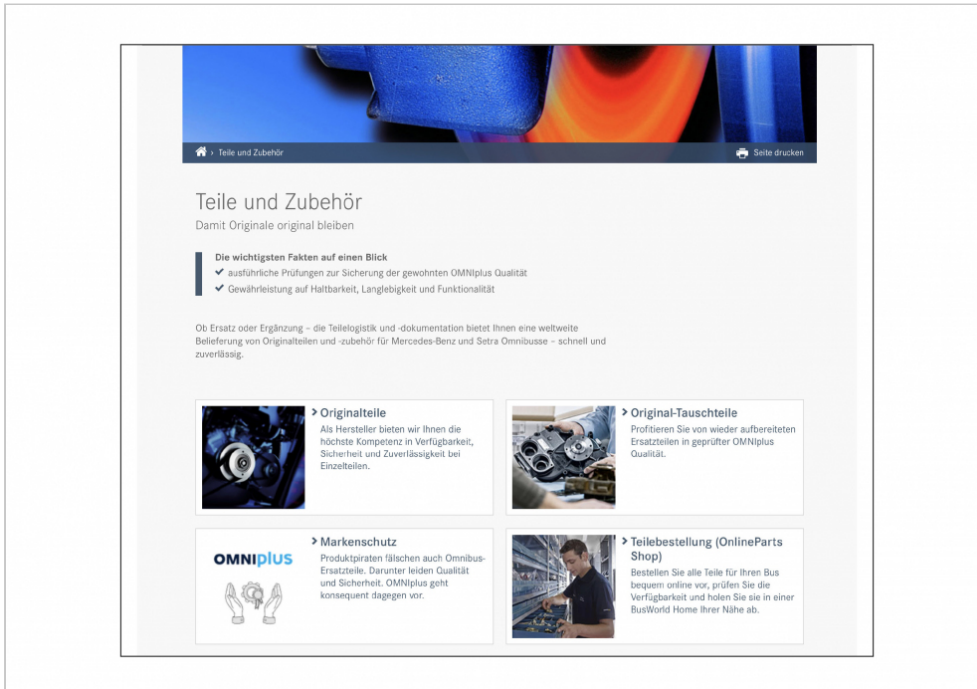 › Teile und Zubehör
Seite drucken
Teile und Zubehör
Damit Originale original bleiben
Die wichtigsten Fakten auf einen Blick
ausführliche Prüfungen zur Sicherung der gewohnten OMNIplus Qualität
Gewährleistung auf Haltbarkeit, Langlebigkeit und Funktionalität
Ob Ersatz oder Ergänzung – die Teilelogistik und -dokumentation bietet Ihnen eine weltweite
Belieferung von Originalteilen und -zubehör für Mercedes-Benz und Setra Omnibusse – schnell und
zuverlässig.
Originalteile
Als Hersteller bieten wir Ihnen die
höchste Kompetenz in Verfügbarkeit,
Sicherheit und Zuverlässigkeit bei
Einzelteilen.
Original-Tauschteile
Profitieren Sie von wieder aufbereiteten
Ersatzteilen in geprüfter OMNIplus
Qualität.
OMNIplus
Markenschutz
Produktpiraten fälschen auch Omnibus-
Ersatzteile. Darunter leiden Qualität
und Sicherheit. OMNIplus geht
konsequent dagegen vor.
Teilebestellung (OnlineParts
Shop)
Bestellen Sie alle Teile für Ihren Bus
bequem online vor, prüfen Sie die
Verfügbarkeit und holen Sie sie in einer
BusWorld Home Ihrer Nähe ab.